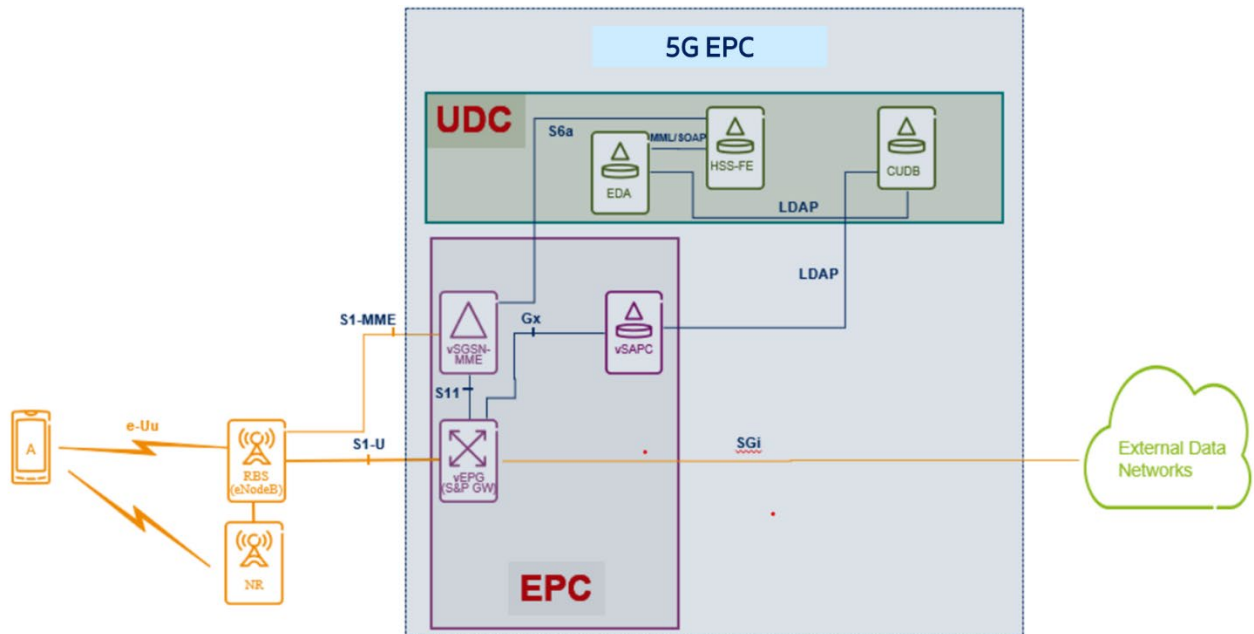 5G EPC
UDC
S6a
MML/SOAP
EDA
HSS-FE
CUDB
LDAP
LDAP
S1-MME
vSGSN-
MME
Gx
vSAPC
S11
A
e-Uu
RBS
(eNodeB)
S1-U
vEPG
(S&P GW)
SGi
External Data
Networks
NR
EPC